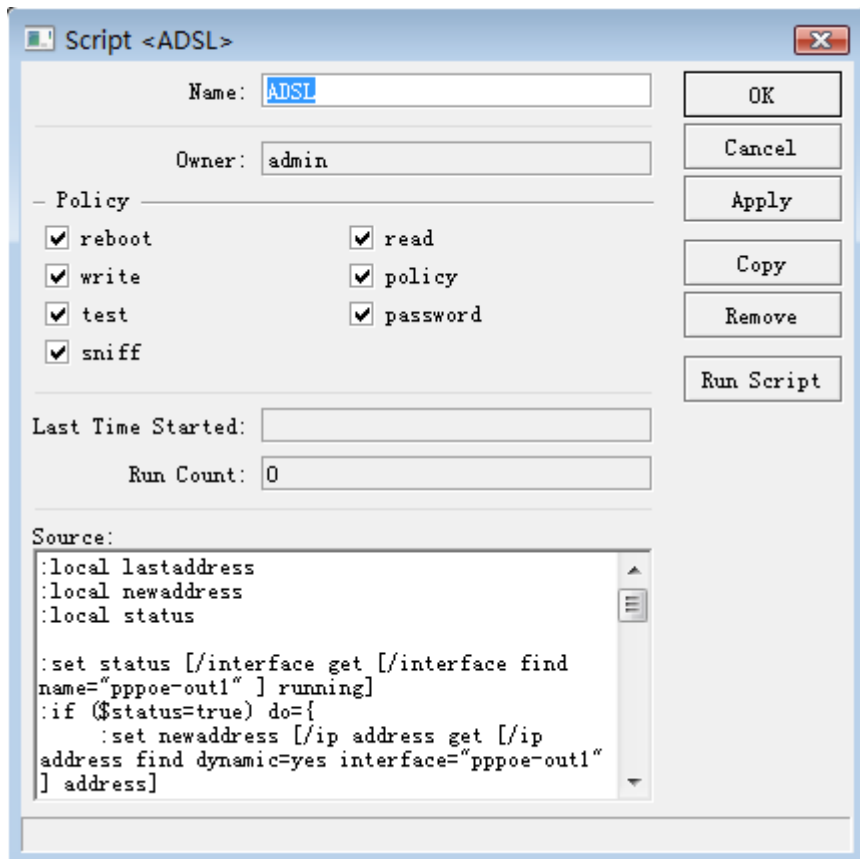 Script <ADSL>
Name: ADSL
OK
Owner: admin
Cancel
Policy
Apply
reboot
read
write
policy
Copy
test
password
Remove
sniff
Run Script
Last Time Started:
Run Count: 0
Source:
:local lastaddress
:local newaddress
:local status
:set status [/interface get [/interface find
name="pppoe-out1" ] running]
:if ($status=true) do={
:set newaddress [/ip address get [/ip
address find dynamic=yes interface="pppoe-out1"
] address]